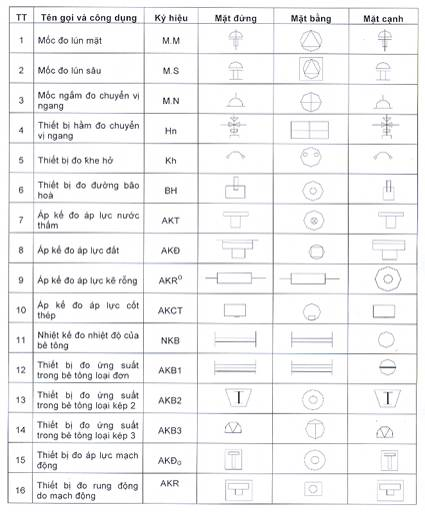 TT Tên gọi và công dụng Ký hiệu Mặt đứng Mặt bằng Mặt cạnh
1 Mốc đo lún mặt M.M
2 Mốc đo lún sâu M.S
3 Mốc ngắm đo chuyển vị
ngang M.N
4 Thiết bị hầm đo chuyển
vị ngang Hn
5 Thiết bị đo khe hở Kh
6 Thiết bị đo đường bão
hoà BH
7 Áp kế đo áp lực nước
thấm AKT
8 Áp kế đo áp lực đất AKĐ
9 Áp kế đo áp lực kẽ rỗng AKR⁰
10 Áp kế đo áp lực cốt
thép AKCT
11 Nhiệt kế đo nhiệt độ của
bê tông NKB
12 Thiết bị đo ứng suất
trong bê tông loại đơn AKB1
13 Thiết bị đo ứng suất
trong bê tông loại kép 2 AKB2
T T
14 Thiết bị đo ứng suất
trong bê tông loại kép 3 AKB3
15 Thiết bị đo áp lực mạch
động AKĐG
16 Thiết bị đo rung động
do mạch động AKR